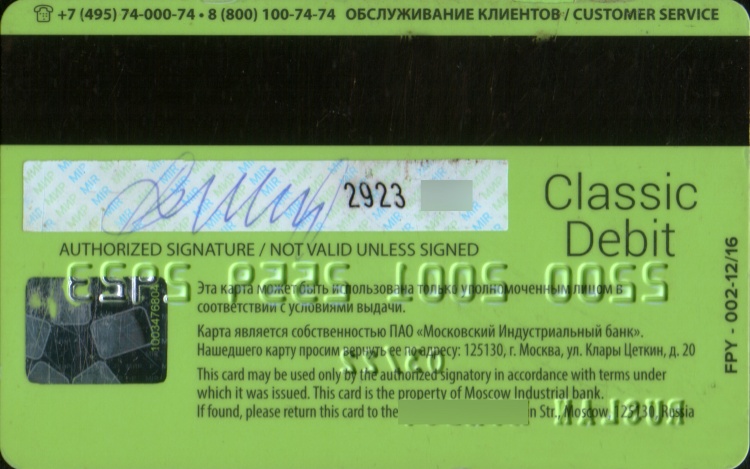 +7 (495) 74-000-74 • 8 (800) 100-74-74 ОБСЛУЖИВАНИЕ КЛИЕНТОВ / CUSTOMER SERVICE
2923
Classic
Debit
AUTHORIZED SIGNATURE / NOT VALID UNLESS SIGNED
Эта карта может быть использована только уполномоченным лицом в
соответствии с условиями выдачи.
Карта является собственностью ПАО «Московский Индустриальный банк».
Нашедшего карту просим вернуть ее по адресу: 125130, г. Москва, ул. Клары Цеткин, д. 20
This card may be used only by the authorized signatory in accordance with terms under
which it was issued. This card is the property of Moscow Industrial bank.
If found, please return this card to the n Str., Moscow, 125130, Russia
FPY - 002-12/16